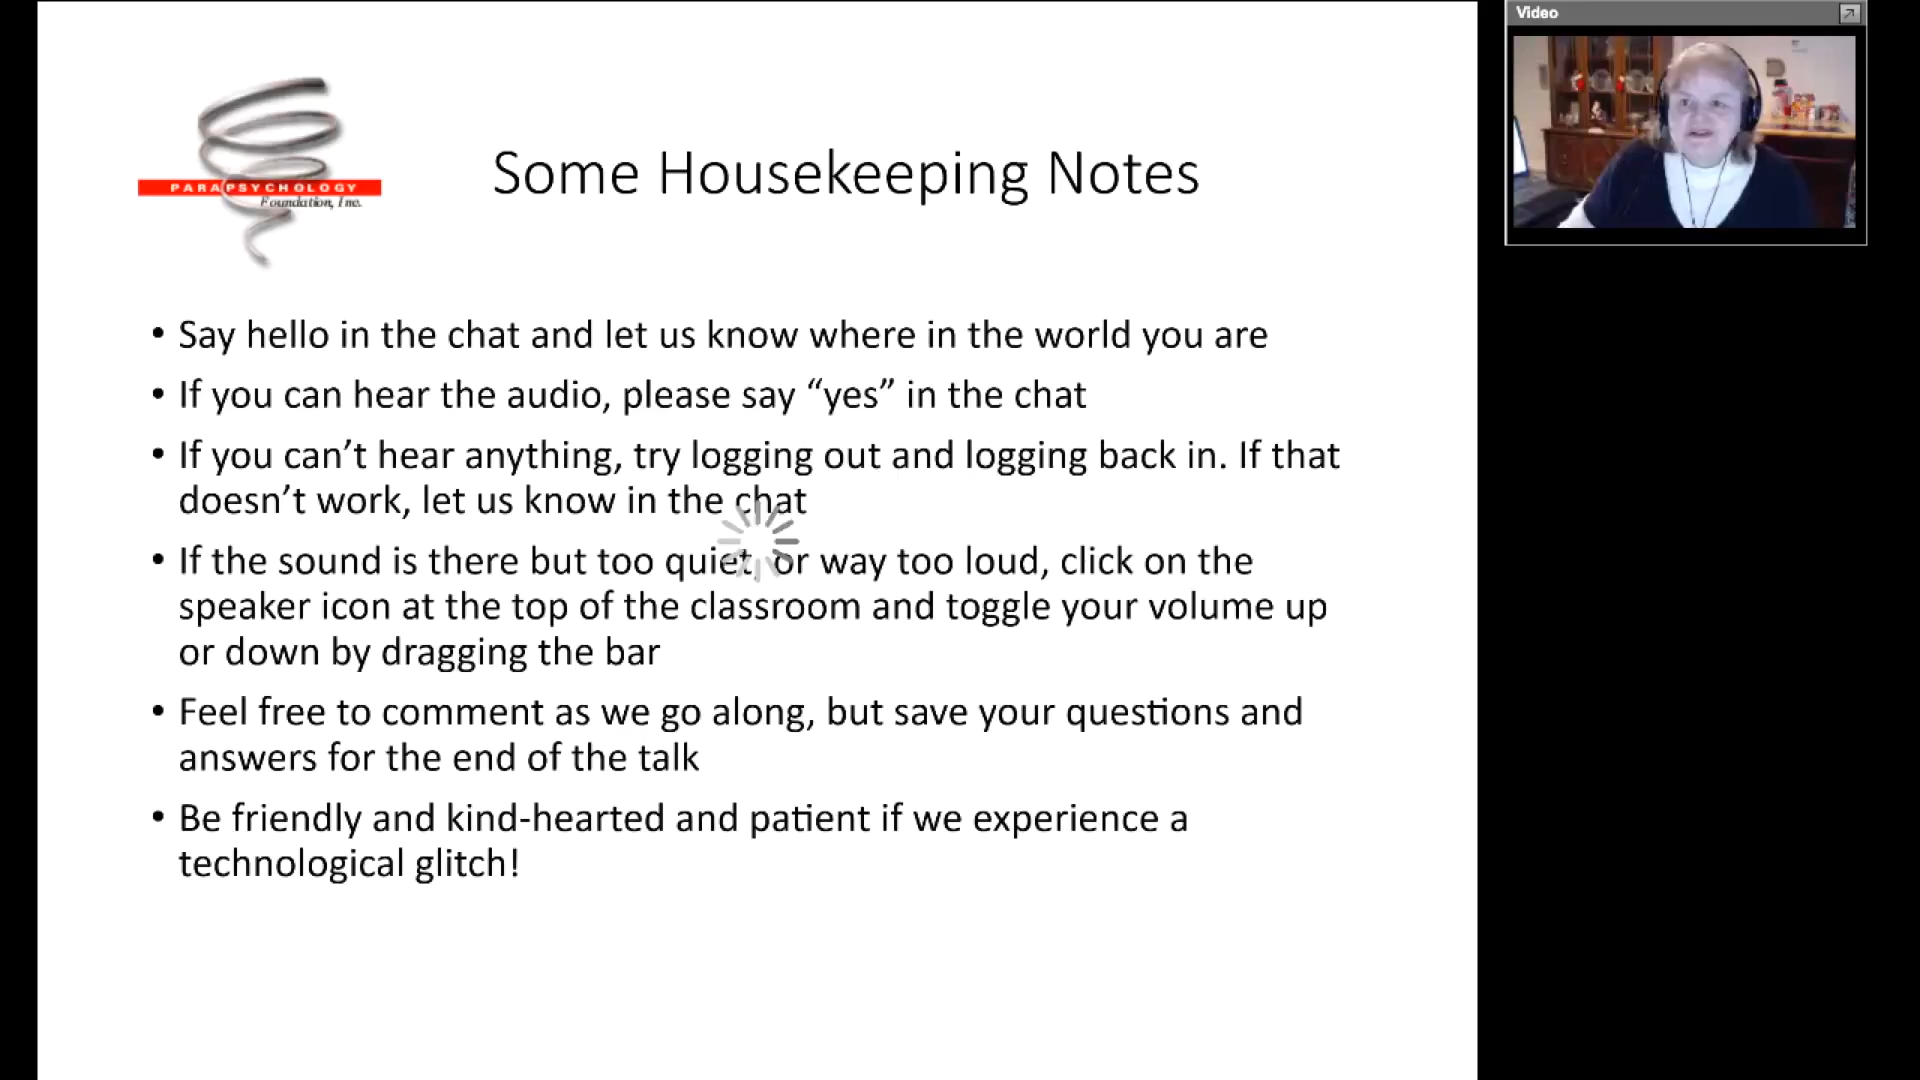 Video
PARAPSYCHOLOGY
Foundation, Inc.
Some Housekeeping Notes
• Say hello in the chat and let us know where in the world you are
• If you can hear the audio, please say “yes” in the chat
• If you can’t hear anything, try logging out and logging back in. If that
doesn’t work, let us know in the chat
• If the sound is there but too quiet, or way too loud, click on the
speaker icon at the top of the classroom and toggle your volume up
or down by dragging the bar
• Feel free to comment as we go along, but save your questions and
answers for the end of the talk
• Be friendly and kind-hearted and patient if we experience a
technological glitch!